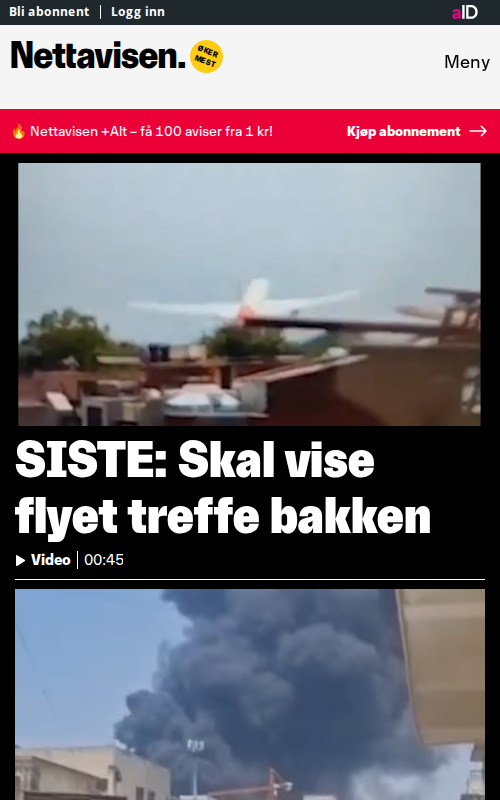 Bli abonnent | Logg inn
aID
Nettavisen.
ØKER
MEST
Meny
🔥 Nettavisen +Alt – få 100 aviser fra 1 kr!
Kjøp abonnement →
SISTE: Skal vise
flyet treffe bakken
Video | 00:45